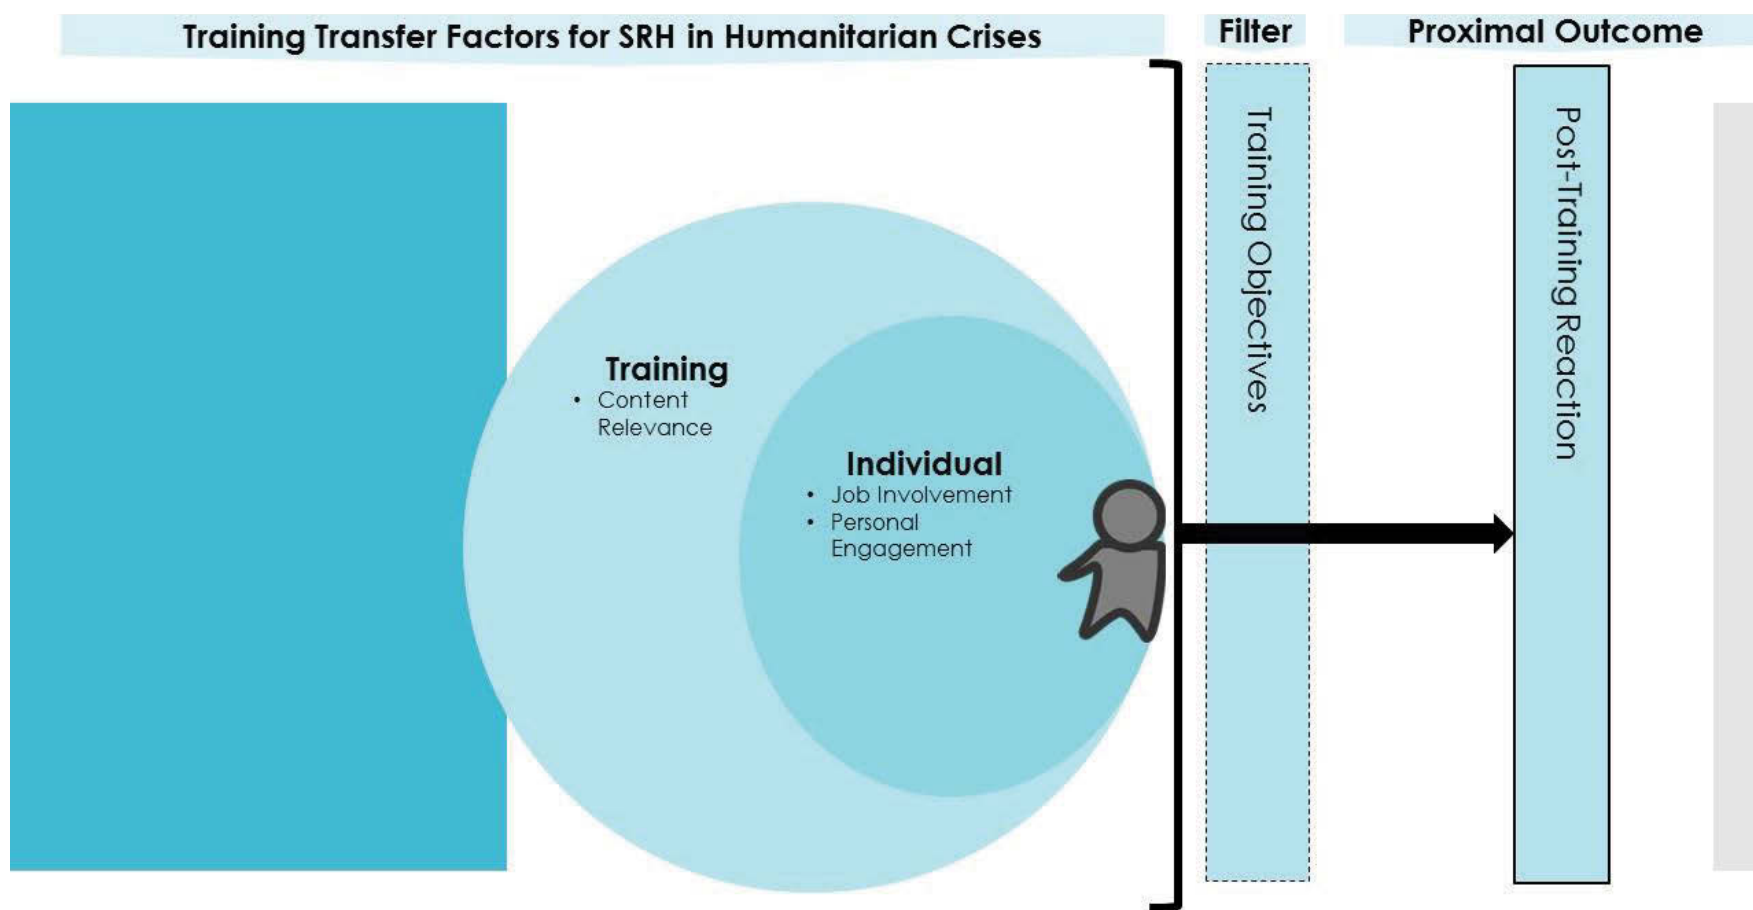 Training Transfer Factors for SRH in Humanitarian Crises
Filter
Proximal Outcome
Training
• Content
Relevance
Individual
• Job Involvement
• Personal
Engagement
Training Objectives
Post-Training Reaction